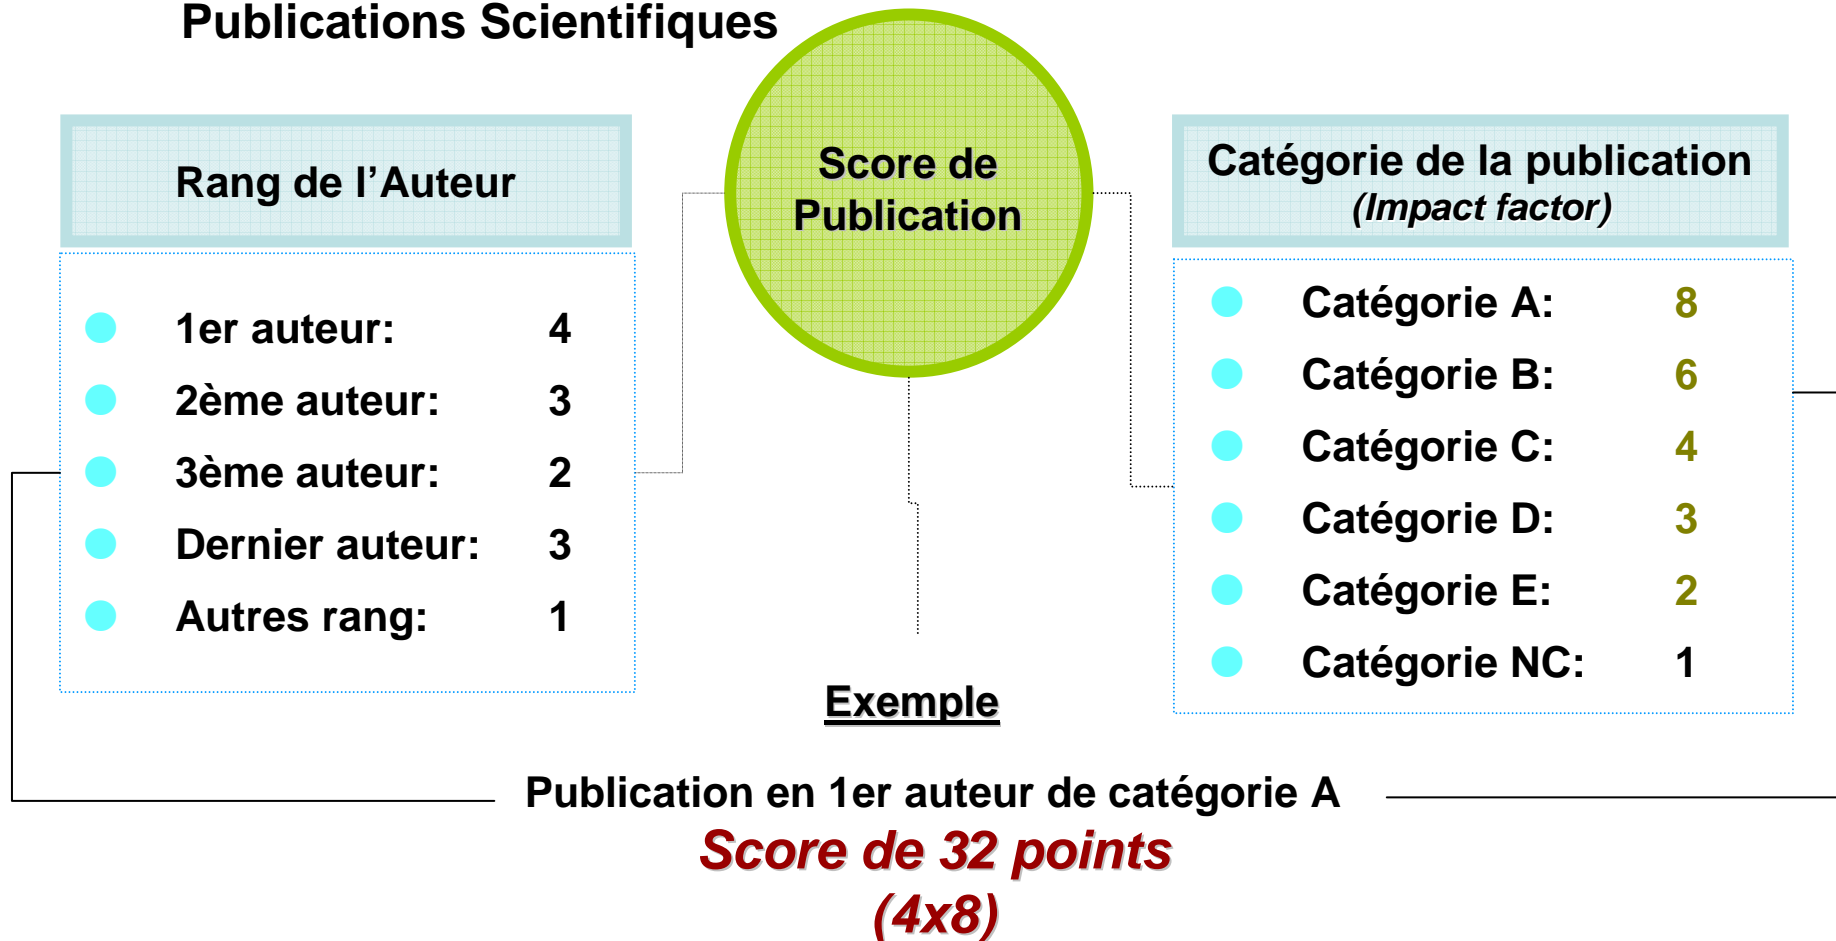 Publications Scientifiques
Score de
Publication
Rang de l'Auteur
1er auteur: 4
2ème auteur: 3
3ème auteur: 2
Dernier auteur: 3
Autres rang: 1
Catégorie de la publication
(Impact factor)
Catégorie A: 8
Catégorie B: 6
Catégorie C: 4
Catégorie D: 3
Catégorie E: 2
Catégorie NC: 1
Exemple
Publication en 1er auteur de catégorie A
Score de 32 points
(4x8)